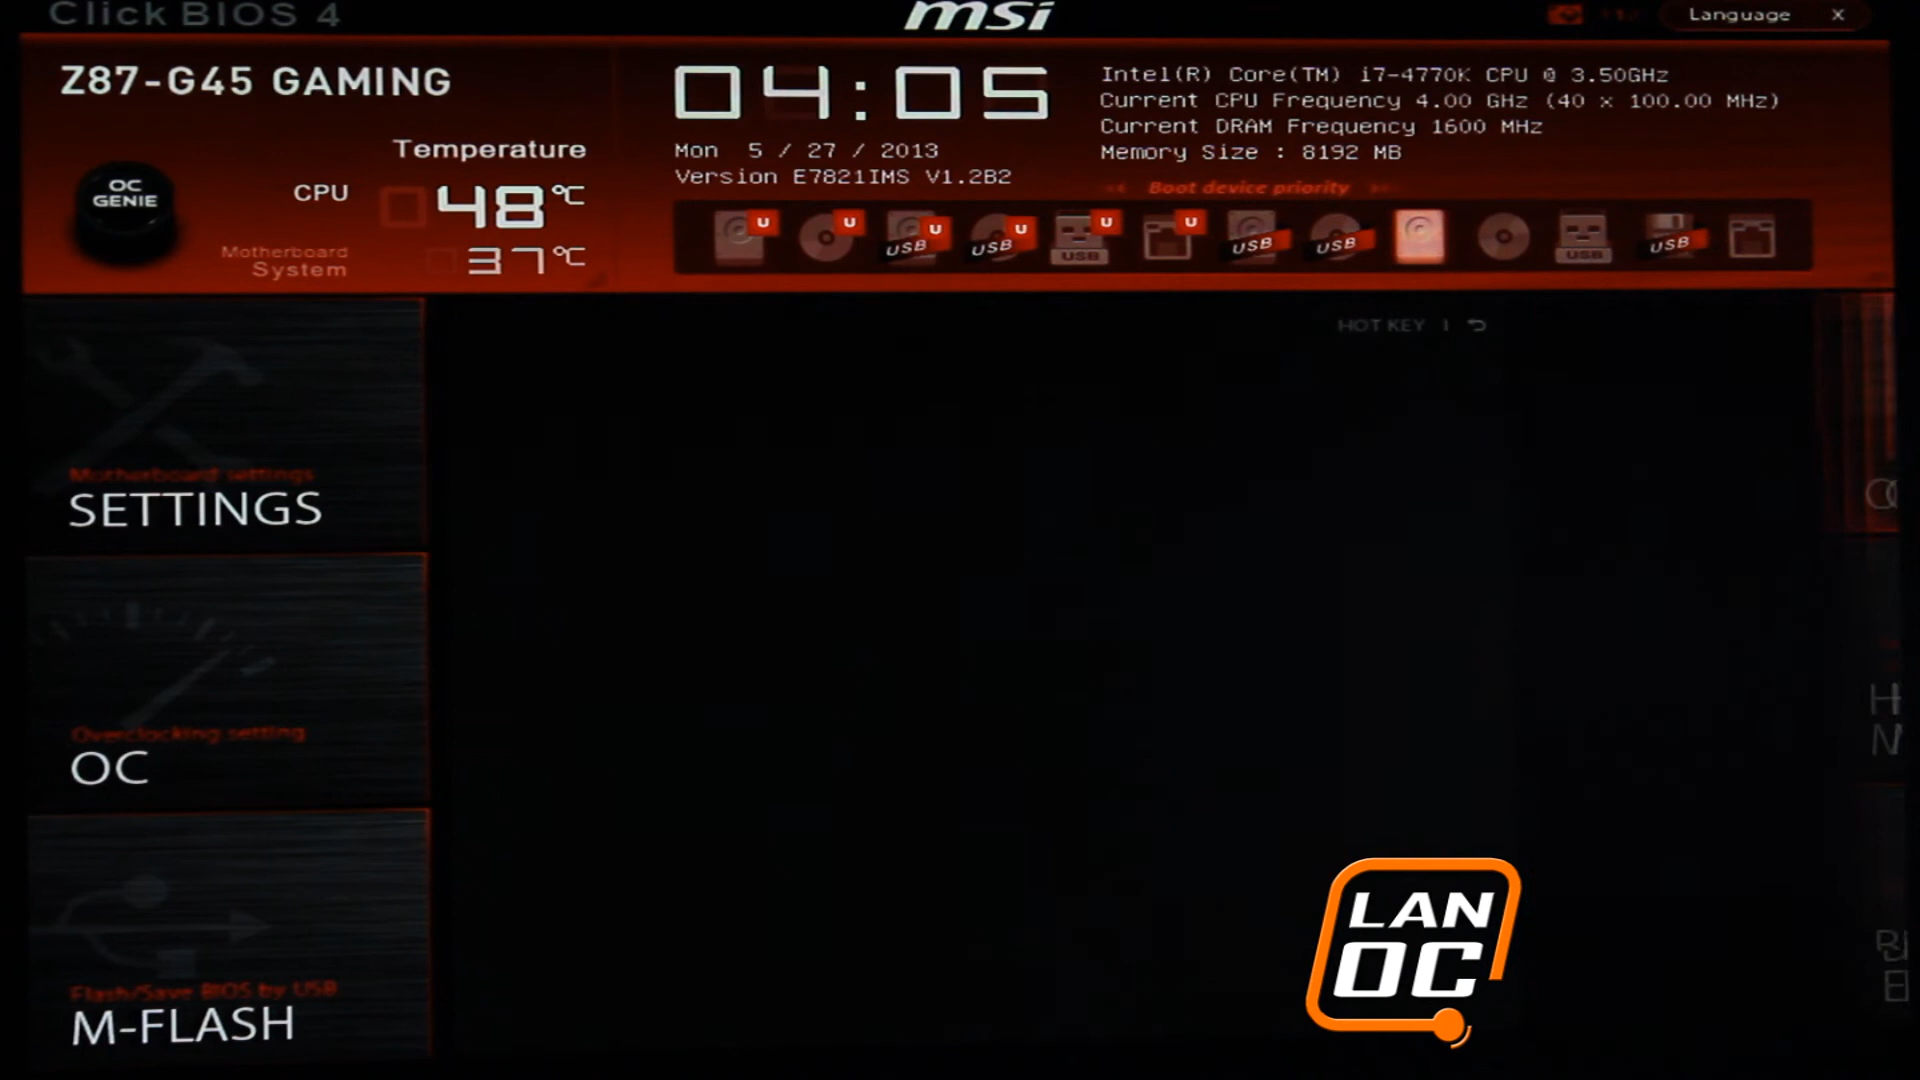 Click BIOS 4
msi
Language X
Z87-G45 GAMING
04:05
Intel(R) Core(TM) i7-4770K CPU @ 3.50GHz
Current CPU Frequency 4.00 GHz (40 x 100.00 MHz)
Current DRAM Frequency 1600 MHz
Memory Size : 8192 MB
Mon 5 / 27 / 2013
Version E7821IMS V1.2B2
Temperature
OC
GENIE
CPU 48°C
Motherboard
System 37°C
Boot device priority
U U U U U U
USB USB USB USB USB USB USB
HOT KEY
Motherboard settings
SETTINGS
Overclocking setting
OC
Flash/Save BIOS by USB
M-FLASH
LAN
OC